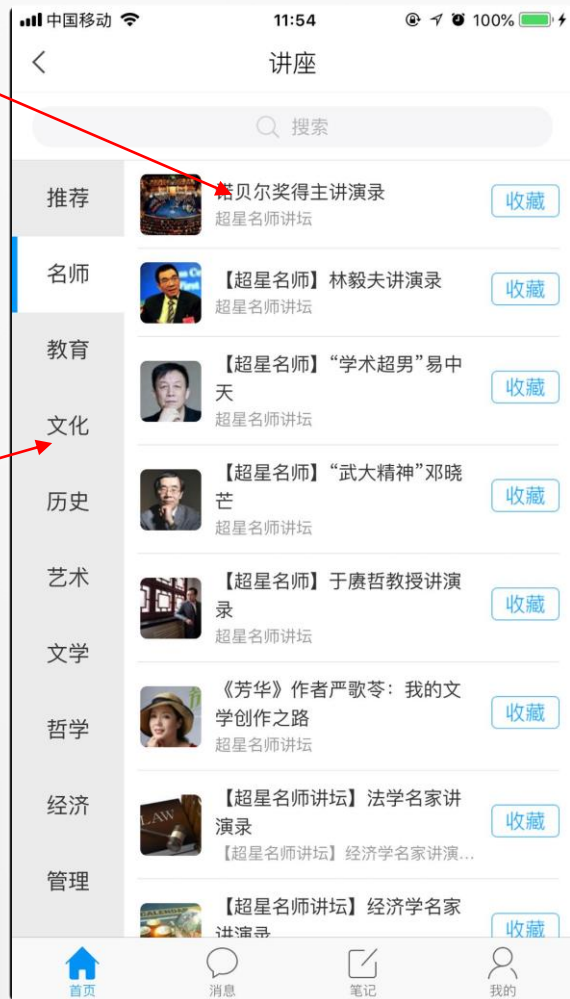 中国移动 11:54 100%
讲座
搜索
推荐
名师
教育
文化
历史
艺术
文学
哲学
经济
管理
诺贝尔奖得主讲演录
超星名师讲坛
收藏
【超星名师】林毅夫讲演录
超星名师讲坛
收藏
【超星名师】“学术超男”易中
天
超星名师讲坛
收藏
【超星名师】“武大精神”邓晓
芒
超星名师讲坛
收藏
【超星名师】于赓哲教授讲演
录
超星名师讲坛
收藏
《芳华》作者严歌苓：我的文
学创作之路
超星名师讲坛
收藏
LAW
【超星名师讲坛】法学名家讲
演录
【超星名师讲坛】经济学名家讲演...
收藏
【超星名师讲坛】经济学名家
讲演录
收藏
首页 消息 笔记 我的